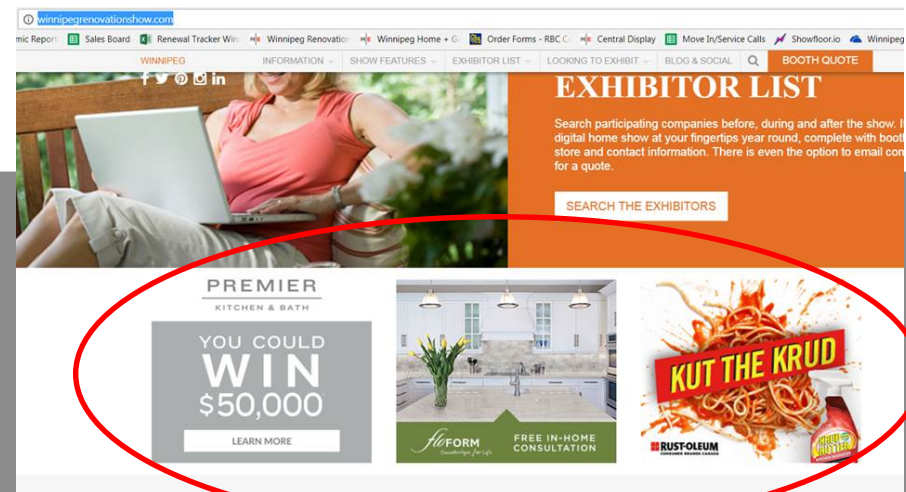 winnipegrenovationshow.com
mic Report Sales Board Renewal Tracker Win Winnipeg Renovation Winnipeg Home + G Order Forms - RBC C Central Display Move In/Service Calls Showfloor.io Winnipeg
WINNIPEG INFORMATION SHOW FEATURES EXHIBITOR LIST LOOKING TO EXHIBIT BLOG & SOCIAL BOOTH QUOTE
EXHIBITOR LIST
Search participating companies before, during and after the show. I
digital home show at your fingertips year round, complete with booth
store and contact information. There is even the option to email com
for a quote.
SEARCH THE EXHIBITORS
PREMIER
KITCHEN & BATH
YOU COULD
WIN
$50,000
LEARN MORE
floFORM
Countertops for Life
FREE IN-HOME
CONSULTATION
KUT THE KRUD
RUST-OLEUM
CONSUMER BRANDS CANADA
KRUD
KUTTER